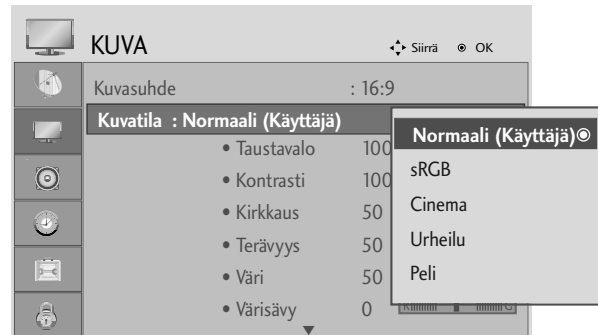 KUVA
Siirrä
OK
Kuvasuhde : 16:9
Kuvatila : Normaali (Käyttäjä)
• Taustavalo 100
• Kontrasti 100
• Kirkkaus 50
• Terävyys 50
• Väri 50
• Värisävy 0
Normaali (Käyttäjä)
sRGB
Cinema
Urheilu
Peli